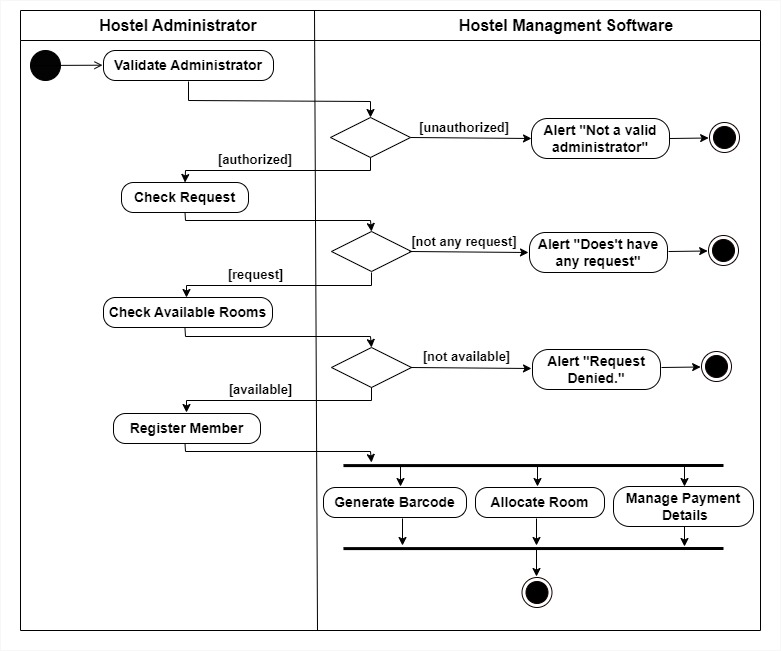 Hostel Administrator
Hostel Managment Software
Validate Administrator
[unauthorized]
Alert "Not a valid
administrator"
[authorized]
Check Request
[not any request]
Alert "Does't have
any request"
[request]
Check Available Rooms
[not available]
Alert "Request
Denied."
[available]
Register Member
Generate Barcode
Allocate Room
Manage Payment
Details